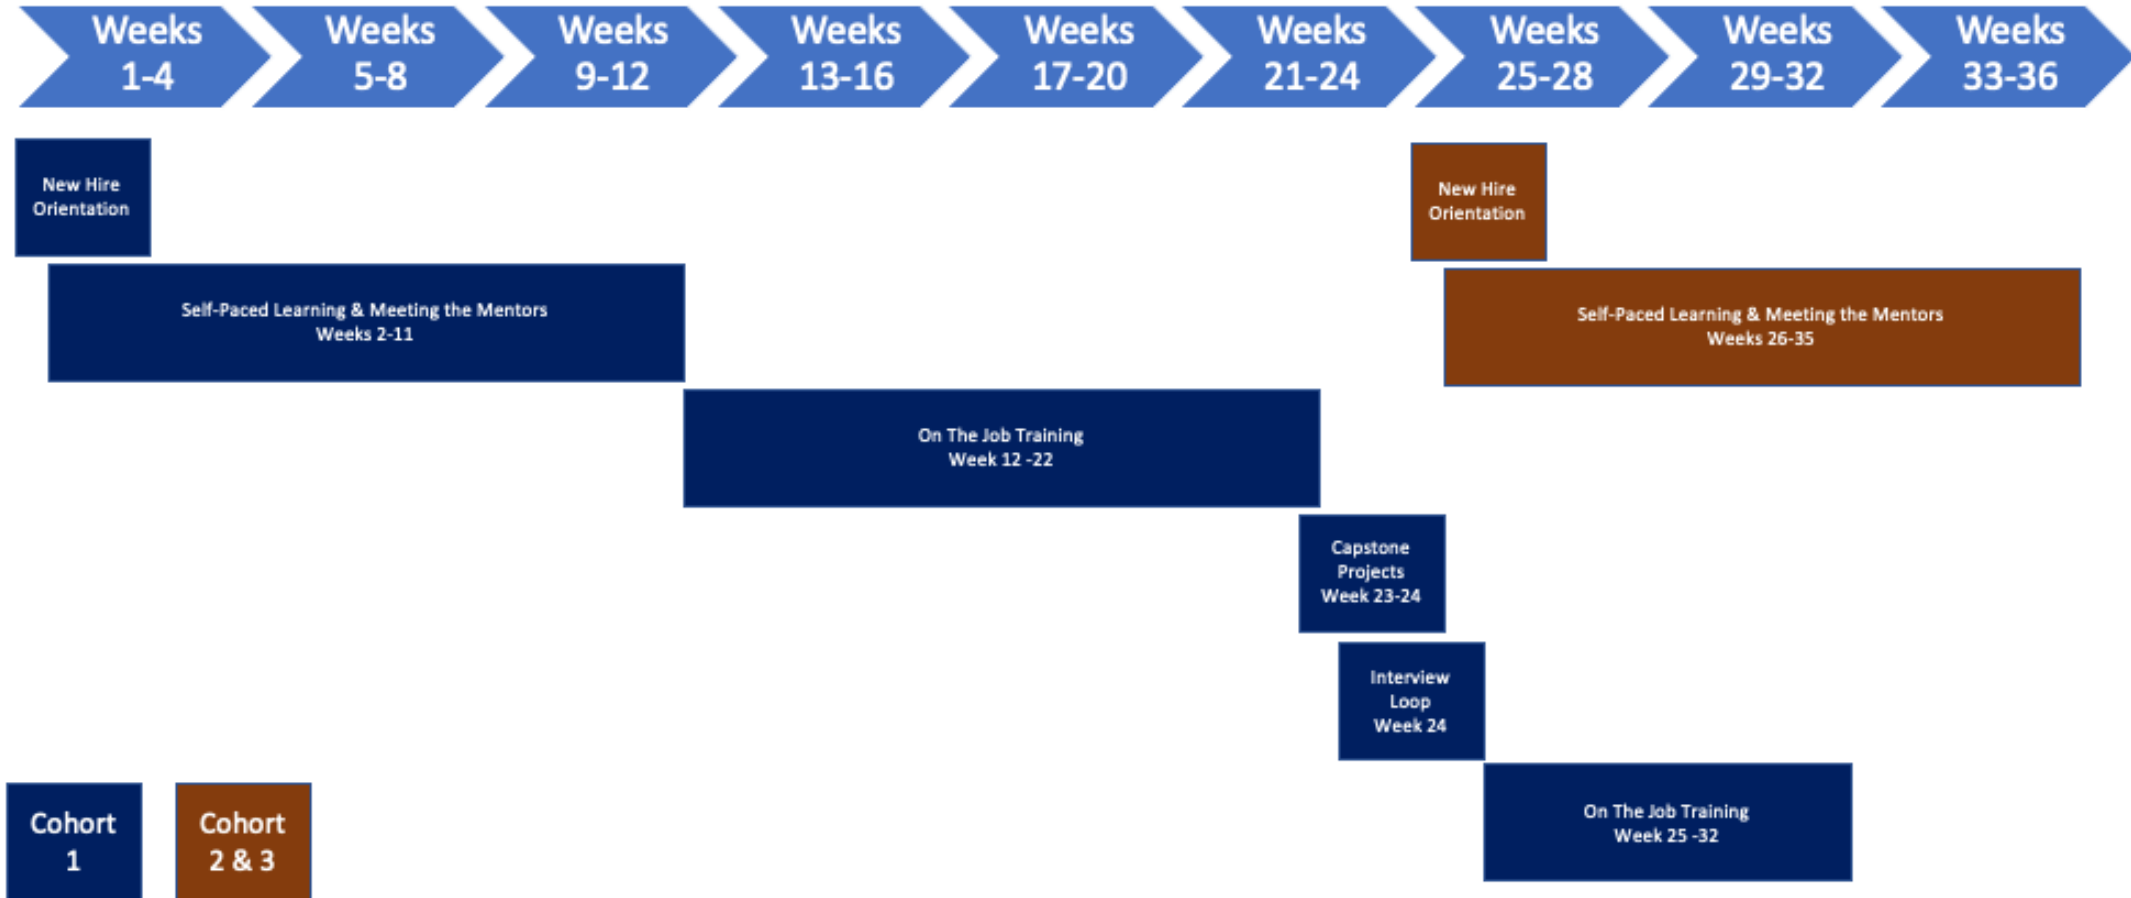 Weeks
1-4
Weeks
5-8
Weeks
9-12
Weeks
13-16
Weeks
17-20
Weeks
21-24
Weeks
25-28
Weeks
29-32
Weeks
33-36
New Hire
Orientation
New Hire
Orientation
Self-Paced Learning & Meeting the Mentors
Weeks 2-11
Self-Paced Learning & Meeting the Mentors
Weeks 26-35
On The Job Training
Week 12 -22
Capstone
Projects
Week 23-24
Interview
Loop
Week 24
On The Job Training
Week 25 -32
Cohort
1
Cohort
2 & 3